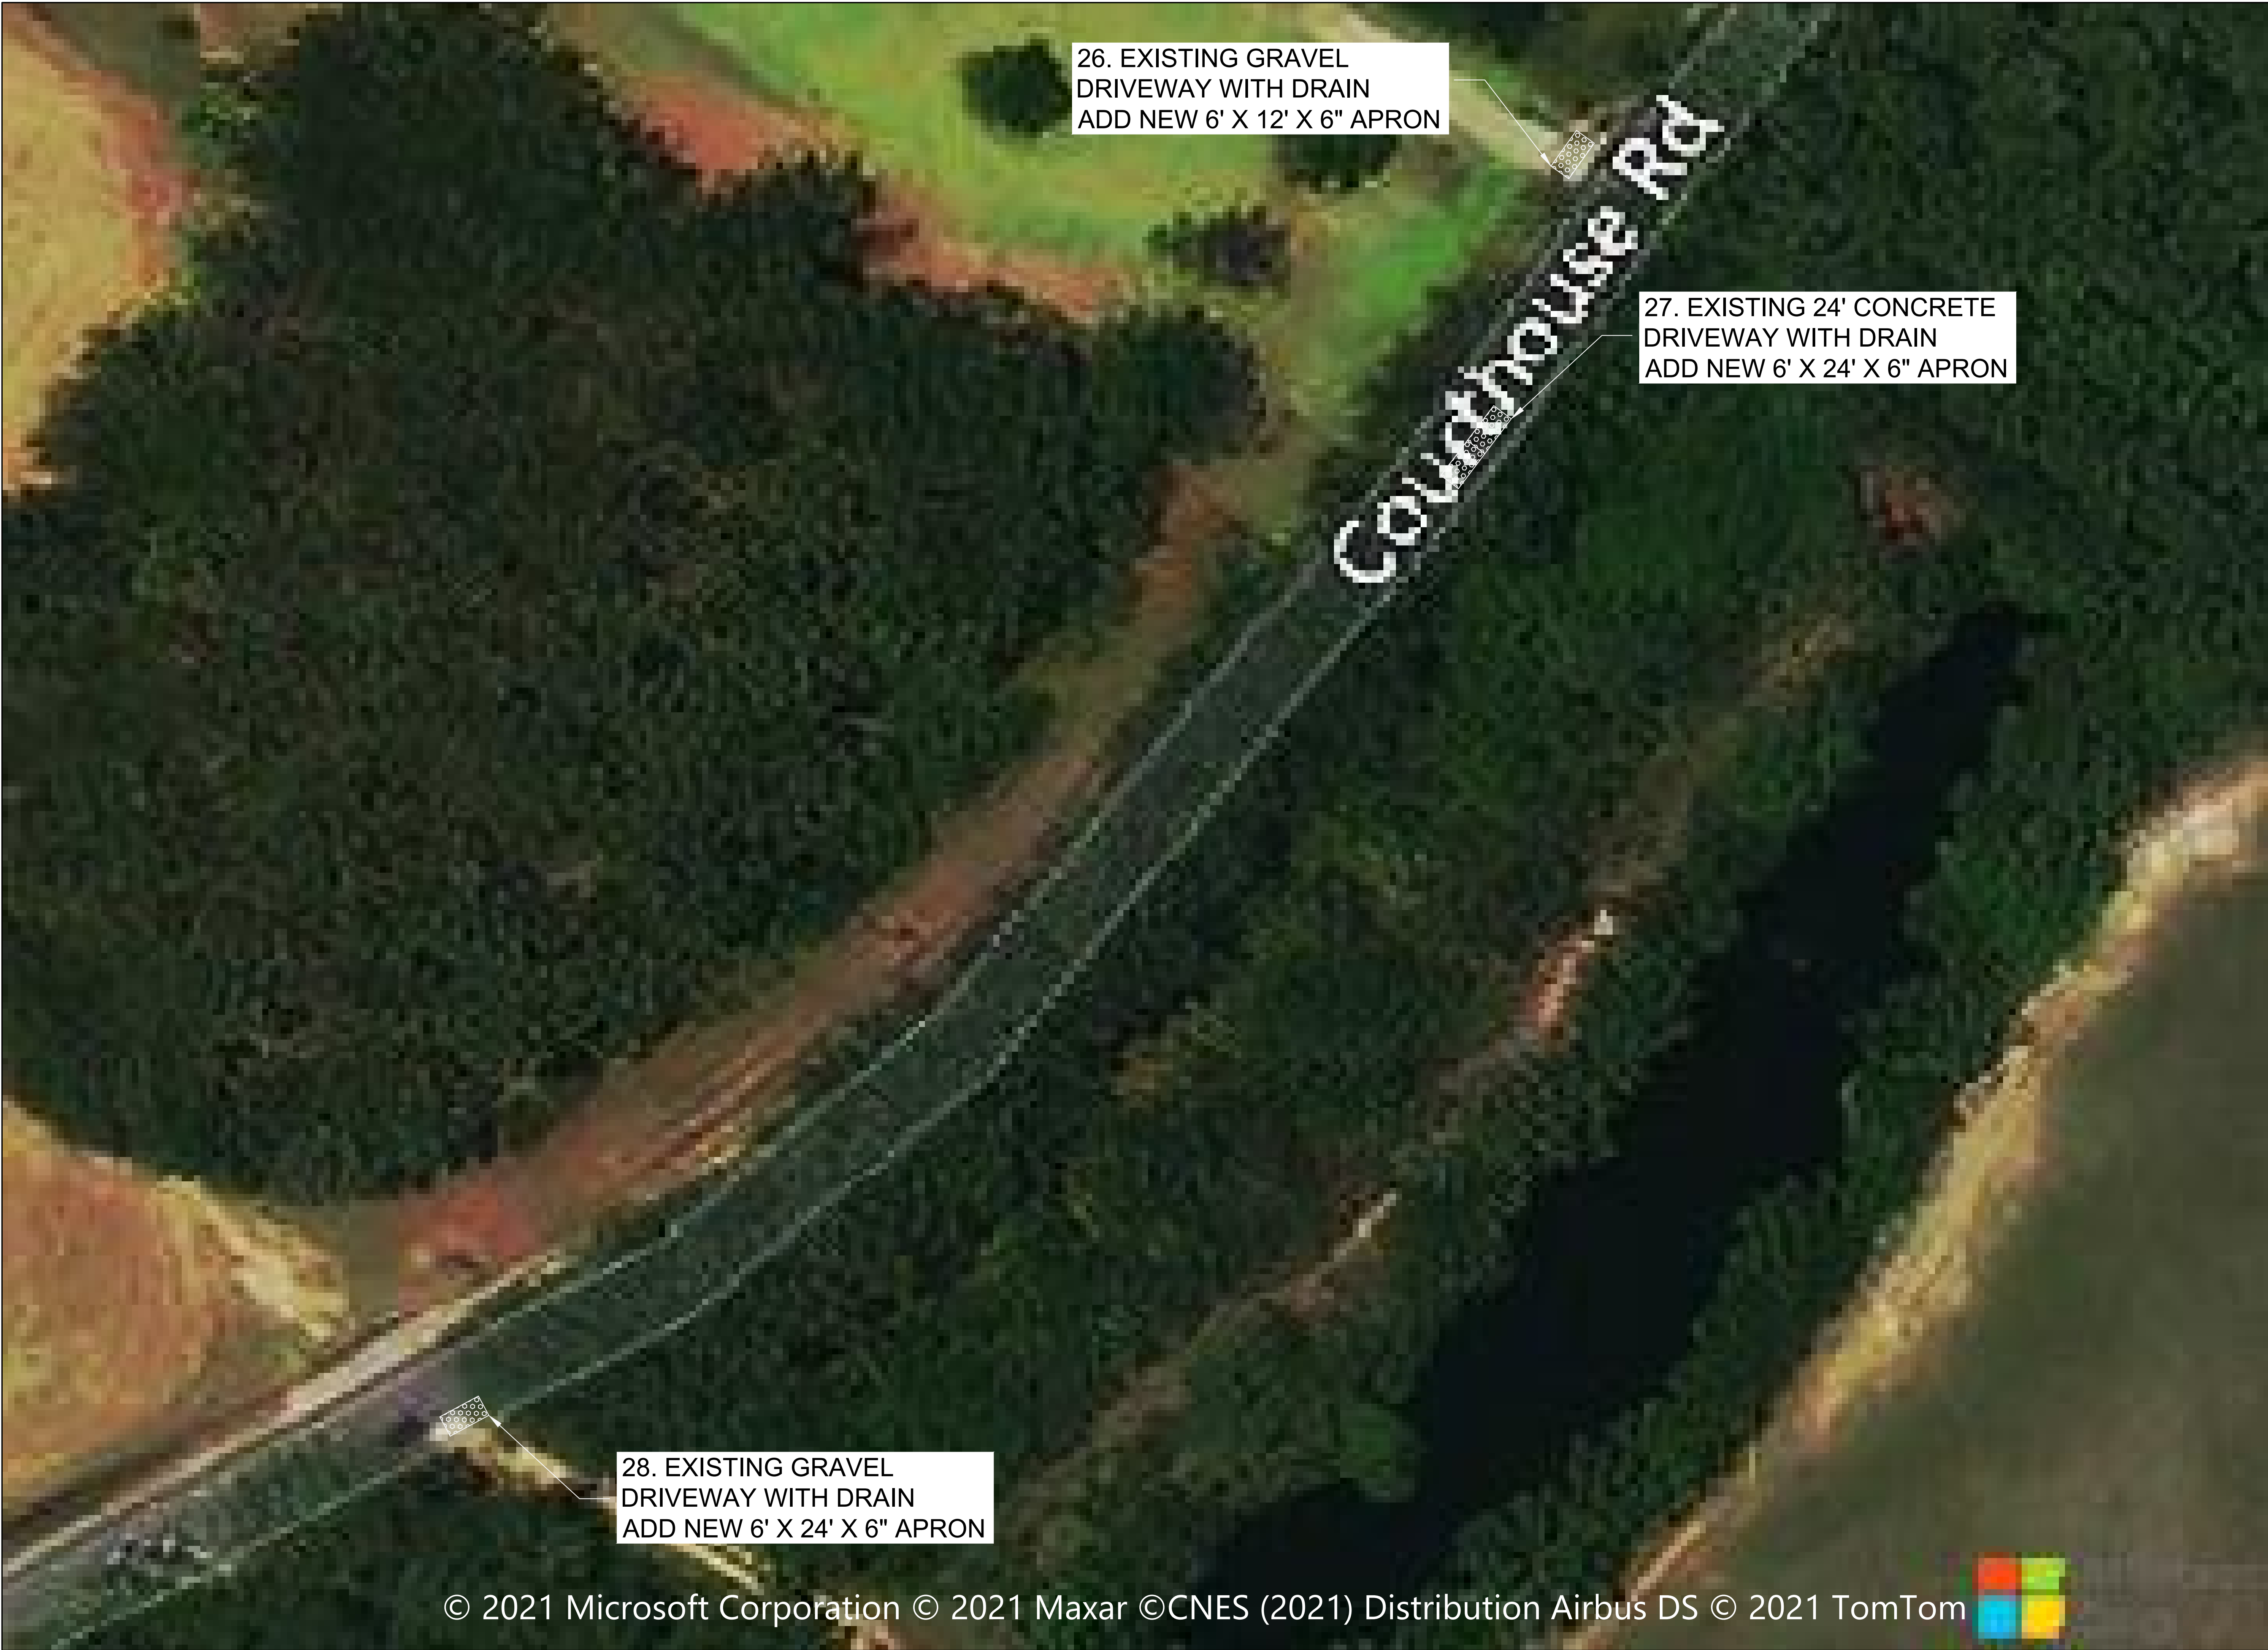 26. EXISTING GRAVEL
DRIVEWAY WITH DRAIN
ADD NEW 6' X 12' X 6" APRON
Courthouse Rd
27. EXISTING 24' CONCRETE
DRIVEWAY WITH DRAIN
ADD NEW 6' X 24' X 6" APRON
28. EXISTING GRAVEL
DRIVEWAY WITH DRAIN
ADD NEW 6' X 24' X 6" APRON
© 2021 Microsoft Corporation © 2021 Maxar ©CNES (2021) Distribution Airbus DS © 2021 TomTom